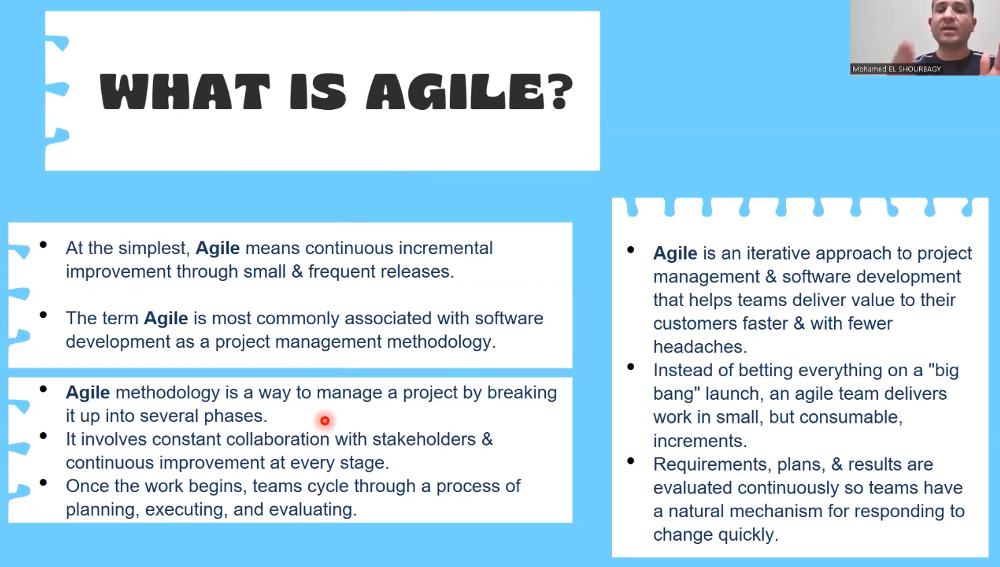 WHAT IS AGILE?
Mohamed EL SHOURBAGY
• At the simplest, Agile means continuous incremental
improvement through small & frequent releases.
• The term Agile is most commonly associated with software
development as a project management methodology.
• Agile methodology is a way to manage a project by breaking
it up into several phases.
• It involves constant collaboration with stakeholders &
continuous improvement at every stage.
• Once the work begins, teams cycle through a process of
planning, executing, and evaluating.
• Agile is an iterative approach to project
management & software development
that helps teams deliver value to their
customers faster & with fewer
headaches.
• Instead of betting everything on a "big
bang" launch, an agile team delivers
work in small, but consumable,
increments.
• Requirements, plans, & results are
evaluated continuously so teams have
a natural mechanism for responding to
change quickly.